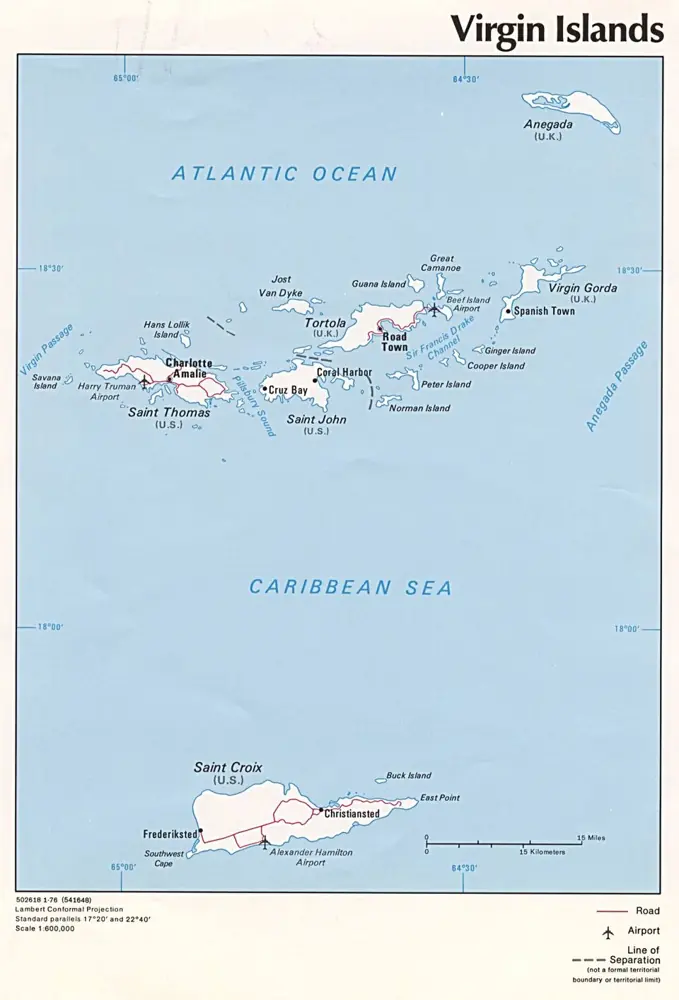 Virgin Islands
65°00'
64°30'
Anegada
(U.K.)
ATLANTIC OCEAN
18°30'
18°30'
Great
Camanoe
Jost
Van Dyke
Guana Island
Virgin Gorda
(U.K.)
Beef Island
Airport
Spanish Town
Hans Lollik
Island
Tortola
(U.K.)
Road
Town
Sir Francis Drake
Channel
Virgin Passage
Anegada Passage
Ginger Island
Cooper Island
Charlotte
Amalie
Coral Harbor
Savana
Island
Harry Truman
Airport
Pillsbury Sound
Cruz Bay
Peter Island
Norman Island
Saint Thomas
(U.S.)
Saint John
(U.S.)
CARIBBEAN SEA
18°00'
18°00'
Saint Croix
(U.S.)
Buck Island
East Point
Christiansted
Frederiksted
Southwest
Cape
Alexander Hamilton
Airport
0 15 Miles
0 15 Kilometers
65°00'
64°30'
502618 1-76 (541648)
Lambert Conformal Projection
Standard parallels 17°20' and 22°40'
Scale 1:600,000
Road
Airport
Line of
Separation
(not a formal territorial
boundary or territorial limit)